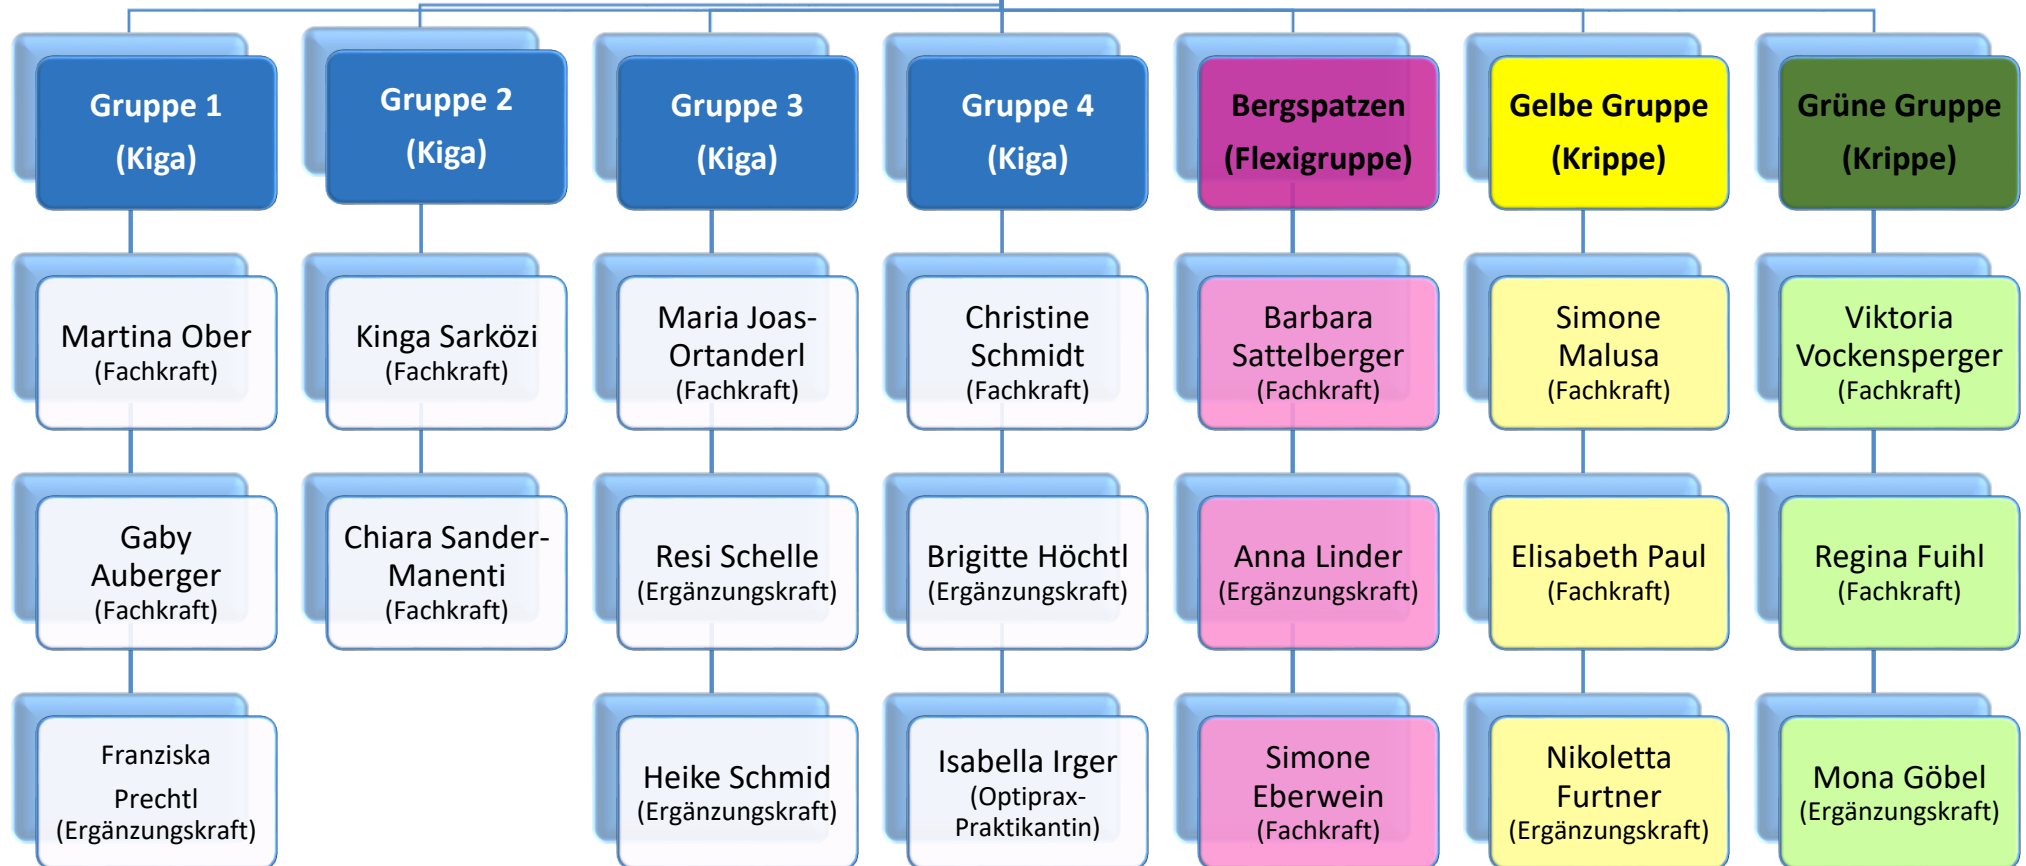 Gruppe 1
(Kiga)
Gruppe 2
(Kiga)
Gruppe 3
(Kiga)
Gruppe 4
(Kiga)
Bergspatzen
(Flexigruppe)
Gelbe Gruppe
(Krippe)
Grüne Gruppe
(Krippe)
Martina Ober
(Fachkraft)
Kinga Sarközi
(Fachkraft)
Maria Joas-
Ortanderl
(Fachkraft)
Christine
Schmidt
(Fachkraft)
Barbara
Sattelberger
(Fachkraft)
Simone
Malusa
(Fachkraft)
Viktoria
Vockensperger
(Fachkraft)
Gaby
Auberger
(Fachkraft)
Chiara Sander-
Manenti
(Fachkraft)
Resi Schelle
(Ergänzungskraft)
Brigitte Höchtl
(Ergänzungskraft)
Anna Linder
(Ergänzungskraft)
Elisabeth Paul
(Fachkraft)
Regina Fuihl
(Fachkraft)
Franziska
Prechtl
(Ergänzungskraft)
Heike Schmid
(Ergänzungskraft)
Isabella Irger
(Optiprax-
Praktikantin)
Simone
Eberwein
(Fachkraft)
Nikoletta
Furtner
(Ergänzungskraft)
Mona Göbel
(Ergänzungskraft)